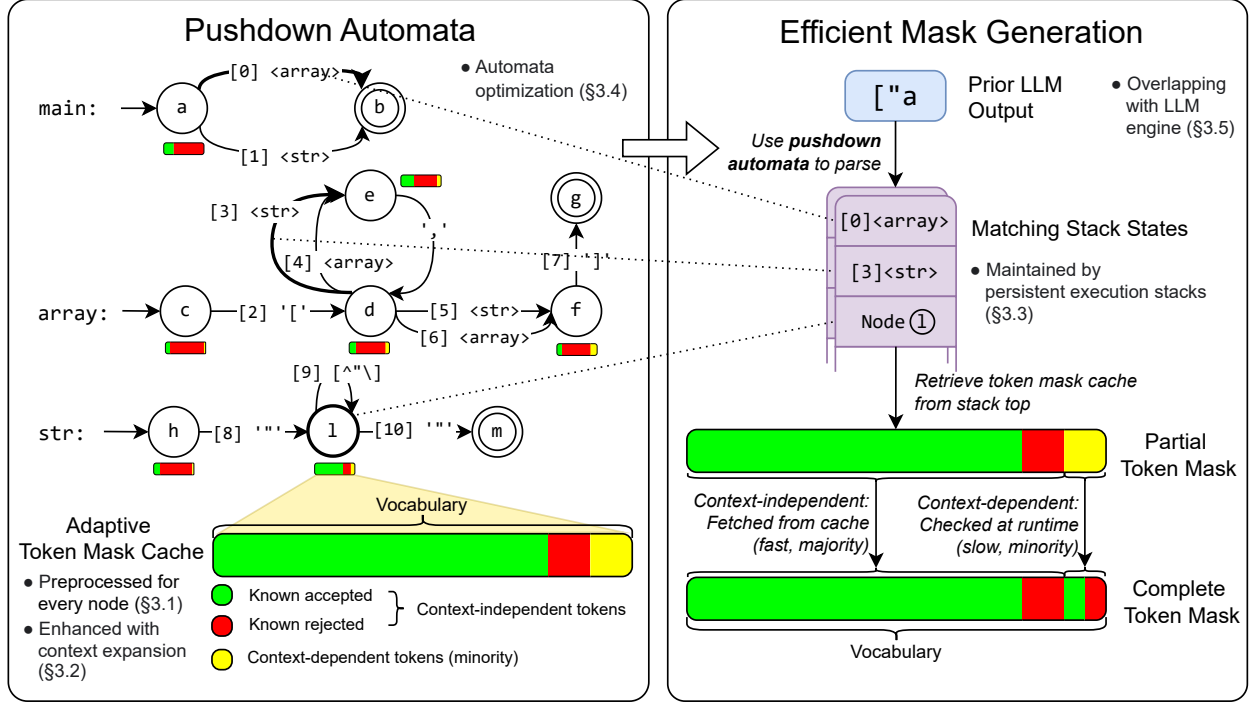 Pushdown Automata
● Automata
optimization (§3.4)
main:
a
[0] <array>
b
[1] <str>
e
[3] <str>
','
[4] <array>
g
[7] ']'
array:
c
[2] '['
d
[5] <str>
f
[6] <array>
[9] [^"\]
str:
h
[8] '"'
l
[10] '"'
m
Vocabulary
Adaptive
Token Mask Cache
● Preprocessed for
every node (§3.1)
● Enhanced with
context expansion
(§3.2)
Known accepted
Known rejected
Context-independent tokens
Context-dependent tokens (minority)
Efficient Mask Generation
["a
Prior LLM
Output
● Overlapping
with LLM
engine (§3.5)
Use pushdown
automata to parse
[0]<array>
[3]<str>
Node l
Matching Stack States
● Maintained by
persistent execution stacks
(§3.3)
Retrieve token mask cache
from stack top
Partial
Token Mask
Context-independent:
Fetched from cache
(fast, majority)
Context-dependent:
Checked at runtime
(slow, minority)
Complete
Token Mask
Vocabulary